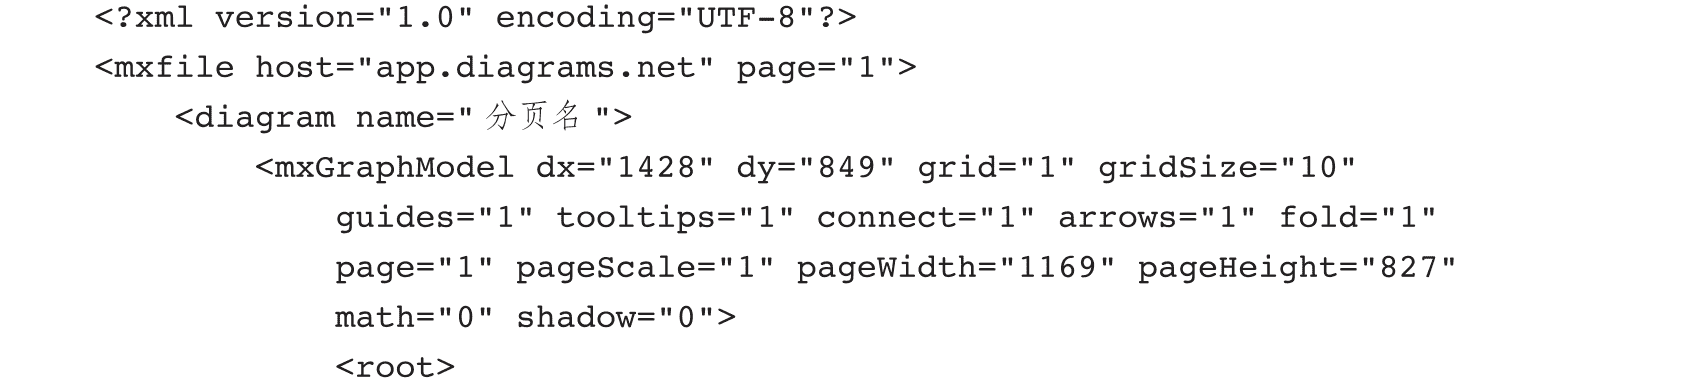 <?xml version="1.0" encoding="UTF-8"?>
<mxfile host="app.diagrams.net" page="1">
<diagram name="分页名">
<mxGraphModel dx="1428" dy="849" grid="1" gridSize="10"
guides="1" tooltips="1" connect="1" arrows="1" fold="1"
page="1" pageScale="1" pageWidth="1169" pageHeight="827"
math="0" shadow="0">
<root>